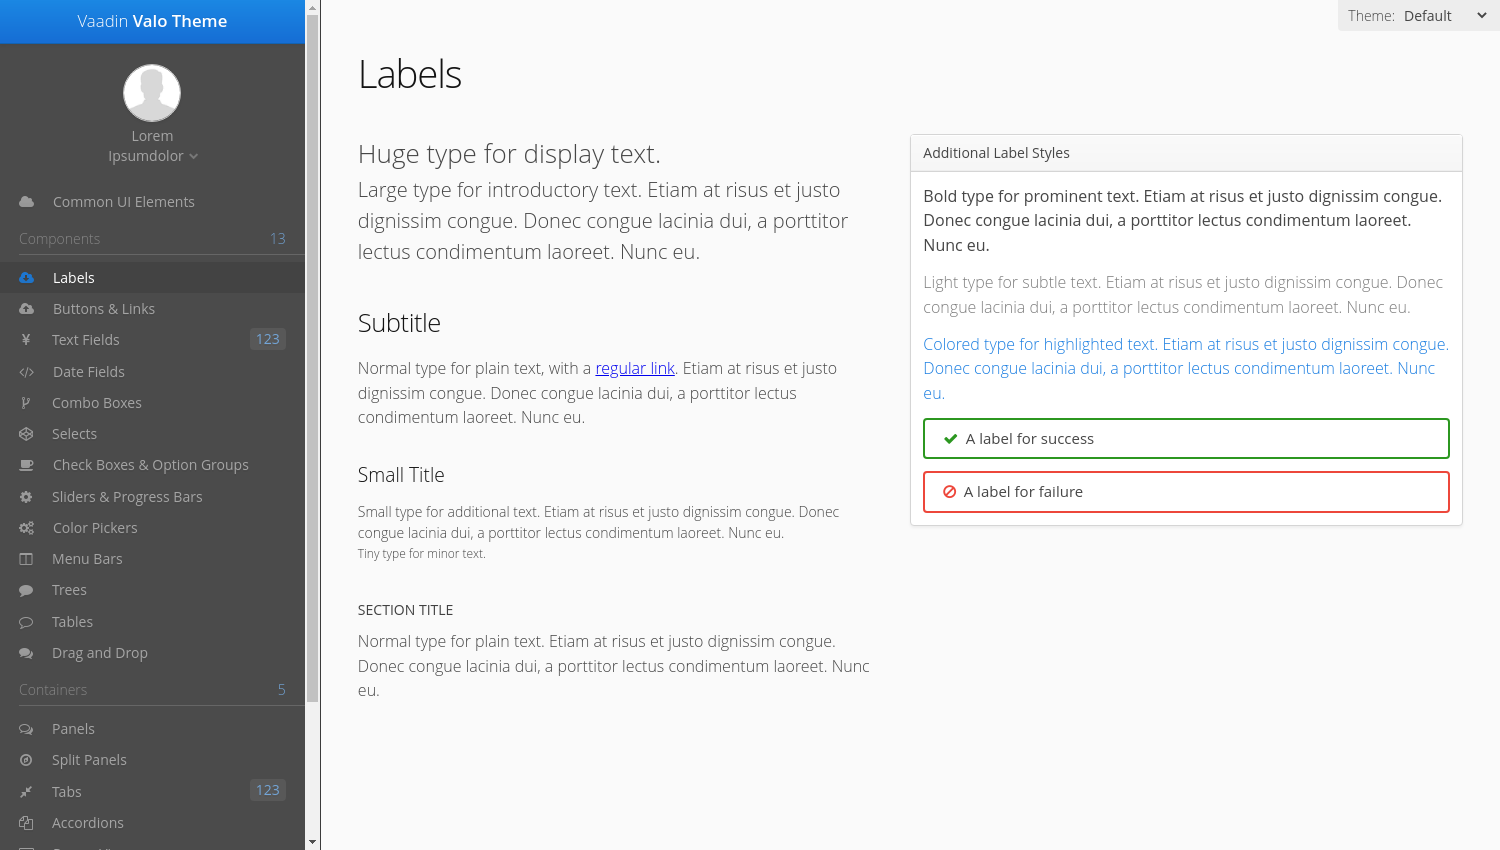 Vaadin Valo Theme
Lorem
Ipsumdolor
Common UI Elements
Components 13
Labels
Buttons & Links
Text Fields 123
Date Fields
Combo Boxes
Selects
Check Boxes & Option Groups
Sliders & Progress Bars
Color Pickers
Menu Bars
Trees
Tables
Drag and Drop
Containers 5
Panels
Split Panels
Tabs 123
Accordions
Theme: Default
Labels
Huge type for display text.
Large type for introductory text. Etiam at risus et justo
dignissim congue. Donec congue lacinia dui, a porttitor
lectus condimentum laoreet. Nunc eu.
Subtitle
Normal type for plain text, with a regular link. Etiam at risus et justo
dignissim congue. Donec congue lacinia dui, a porttitor lectus
condimentum laoreet. Nunc eu.
Small Title
Small type for additional text. Etiam at risus et justo dignissim congue. Donec
congue lacinia dui, a porttitor lectus condimentum laoreet. Nunc eu.
Tiny type for minor text.
SECTION TITLE
Normal type for plain text. Etiam at risus et justo dignissim congue.
Donec congue lacinia dui, a porttitor lectus condimentum laoreet. Nunc
eu.
Additional Label Styles
Bold type for prominent text. Etiam at risus et justo dignissim congue.
Donec congue lacinia dui, a porttitor lectus condimentum laoreet.
Nunc eu.
Light type for subtle text. Etiam at risus et justo dignissim congue. Donec
congue lacinia dui, a porttitor lectus condimentum laoreet. Nunc eu.
Colored type for highlighted text. Etiam at risus et justo dignissim congue.
Donec congue lacinia dui, a porttitor lectus condimentum laoreet. Nunc
eu.
A label for success
A label for failure